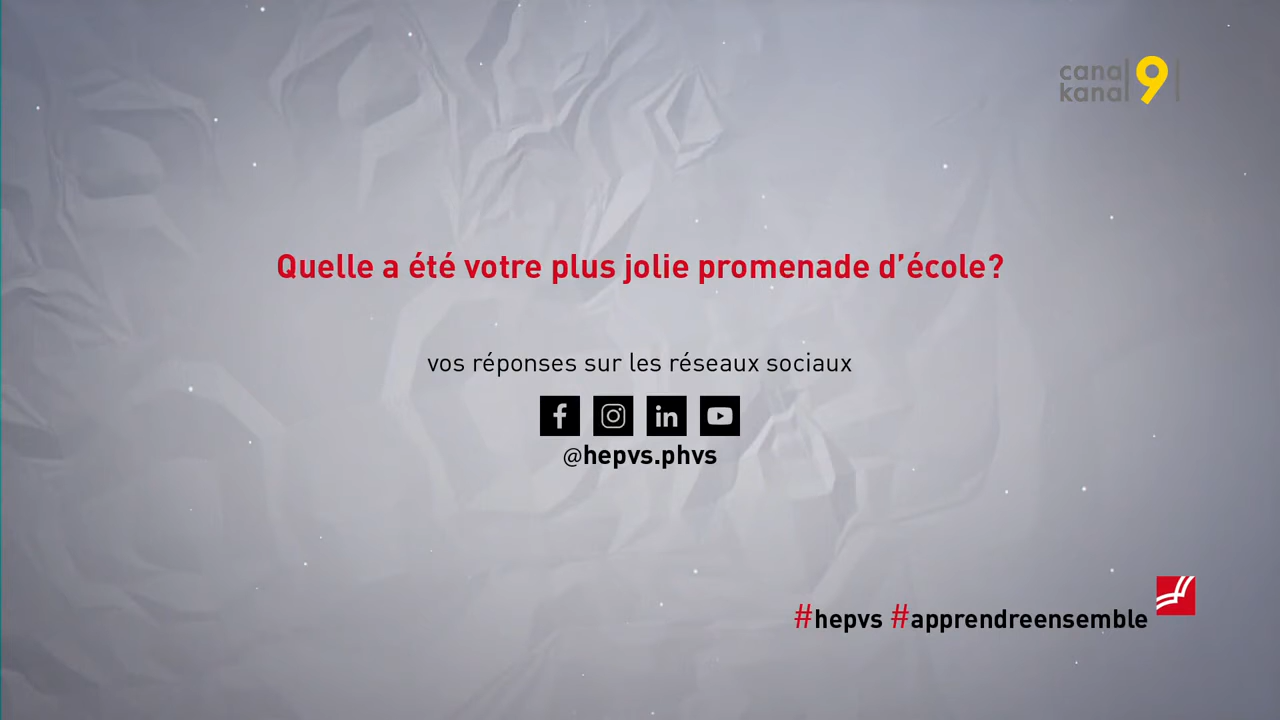 canal 9
kanal
Quelle a été votre plus jolie promenade d’école?
vos réponses sur les réseaux sociaux
@hepvs.phvs
#hepvs #apprendreensemble